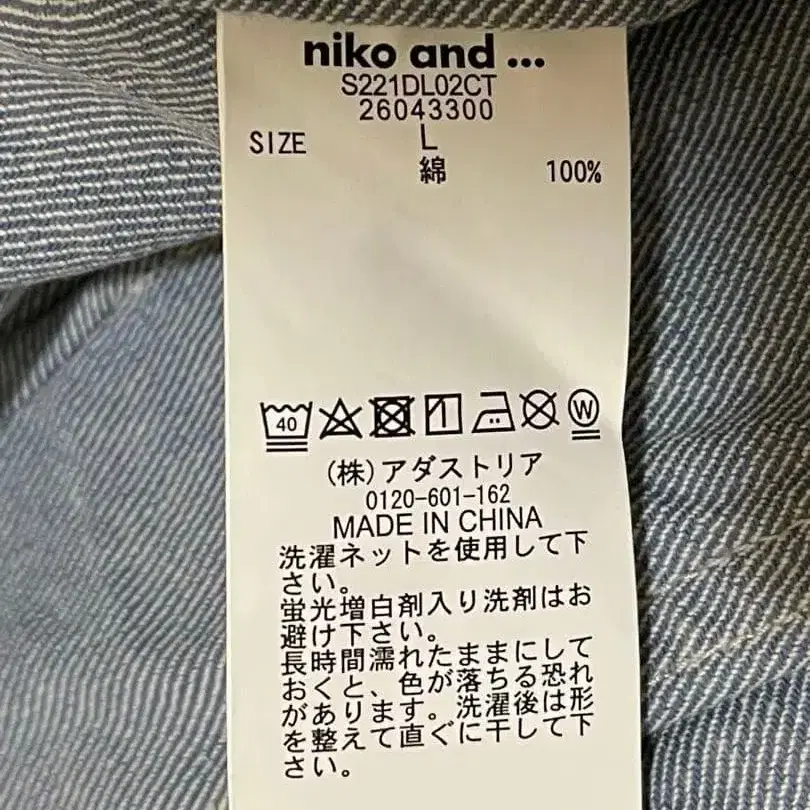 niko and ...
S221DL02CT
26043300
SIZE L
綿 100%
40 W
(株)アダストリア
0120-601-162
MADE IN CHINA
洗濯ネットを使用して下
さい。
蛍光増白剤入り洗剤はお
避け下さい。
長時間濡れたままにして
おくと、色が落ちる恐れ
があります。洗濯後は形
を整えて直ぐに干して下
さい。